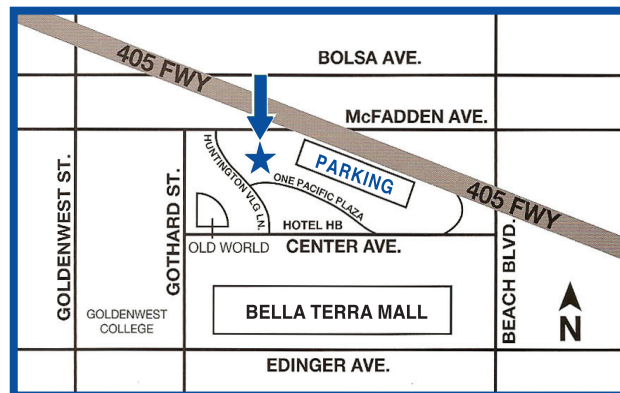 405 FWY
BOLSA AVE.
McFADDEN AVE.
GOLDENWEST ST.
GOTHARD ST.
HUNTINGTON VLG LN.
PARKING
ONE PACIFIC PLAZA
HOTEL HB
OLD WORLD
CENTER AVE.
405 FWY
BEACH BLVD.
GOLDENWEST
COLLEGE
BELLA TERRA MALL
N
EDINGER AVE.